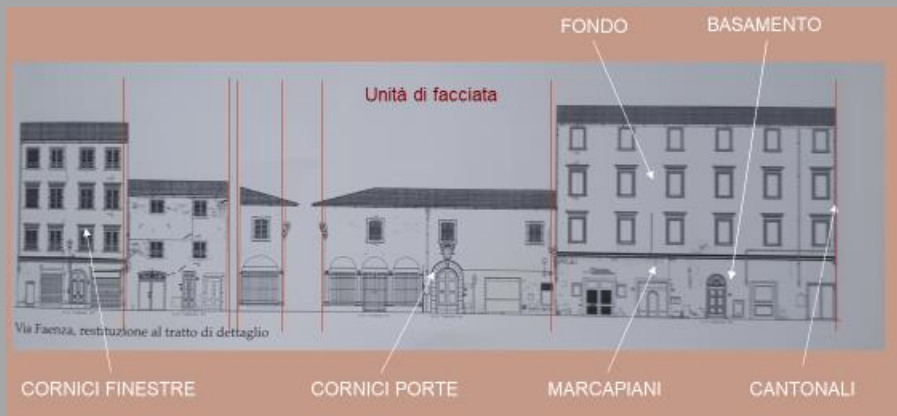 FONDO
BASAMENTO
Unità di facciata
Via Faenza, restituzione al tratto di dettaglio
CORNICI FINESTRE
CORNICI PORTE
MARCAPIANI
CANTONALI